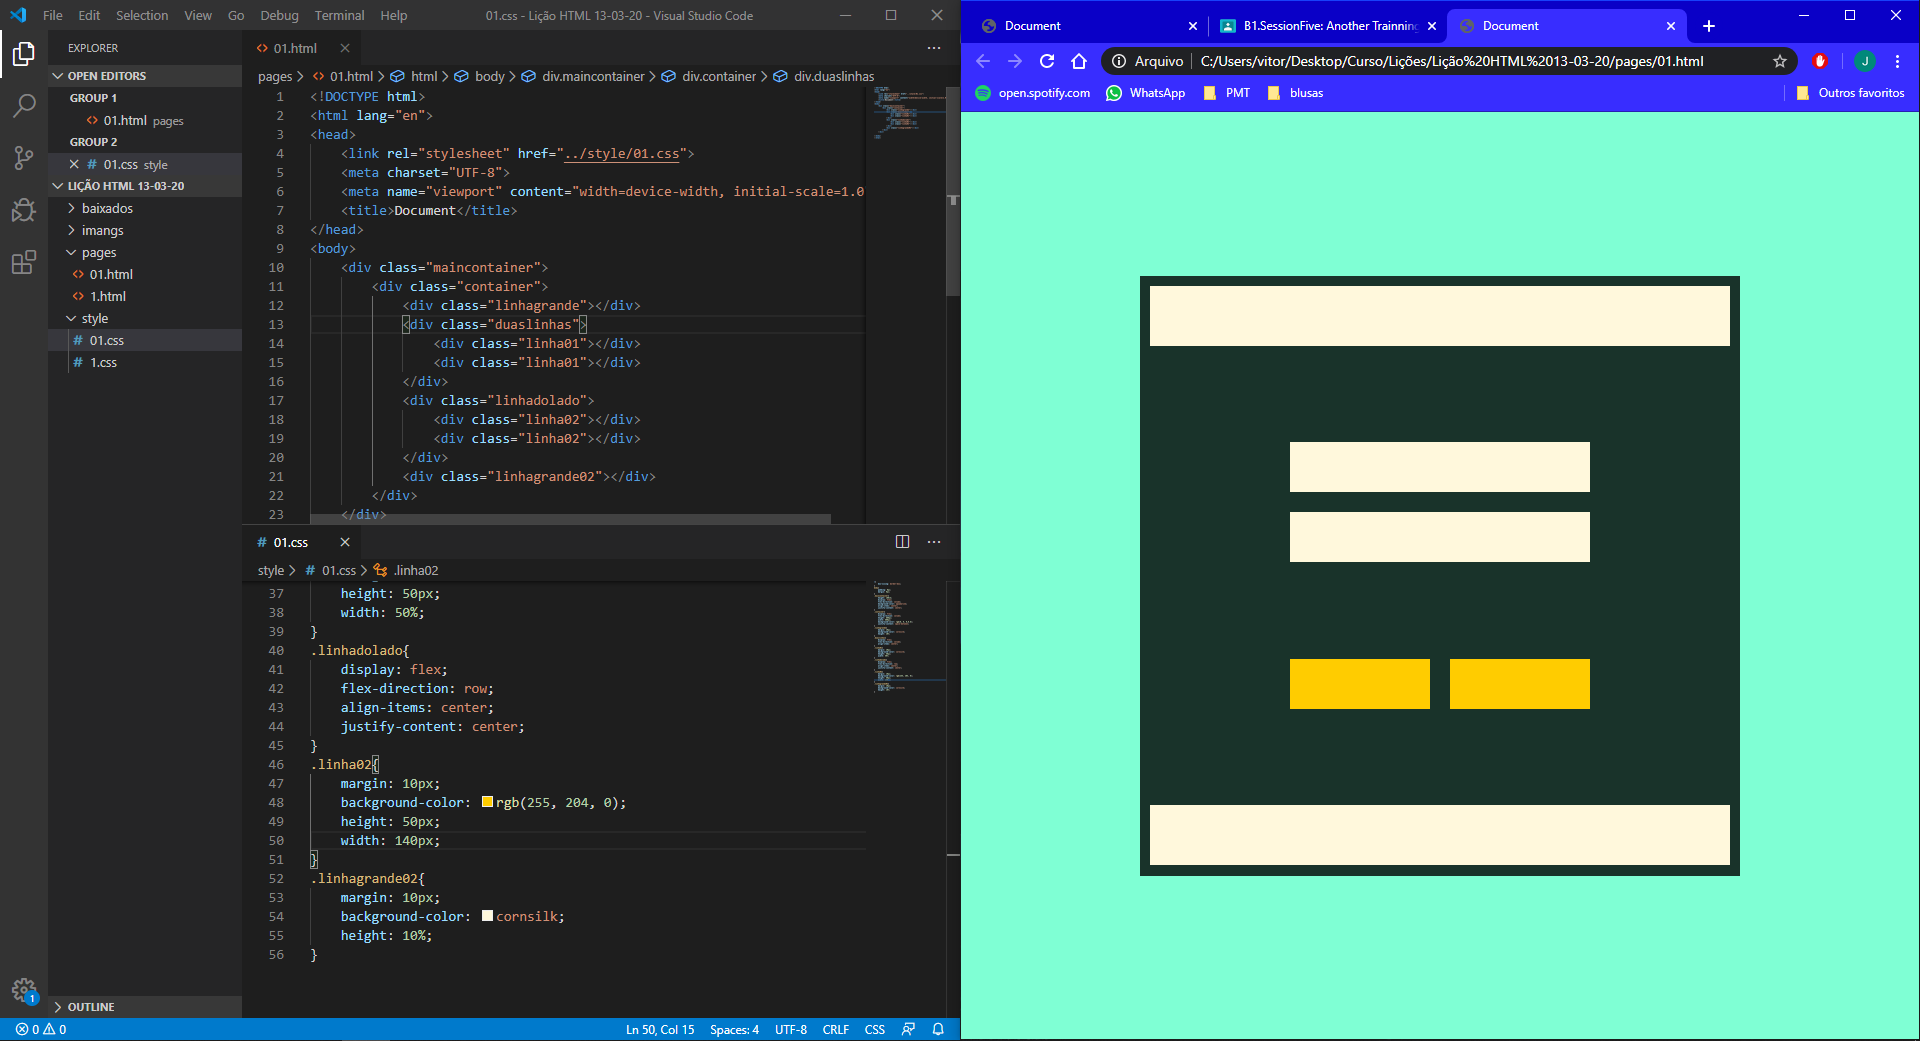 File Edit Selection View Go Debug Terminal Help 01.css - Lição HTML 13-03-20 - Visual Studio Code
EXPLORER
OPEN EDITORS
GROUP 1
01.html pages
GROUP 2
01.css style
LIÇÃO HTML 13-03-20
baixados
imangs
pages
01.html
1.html
style
# 01.css
# 1.css
OUTLINE
01.html
pages > 01.html > html > body > div.maincontainer > div.container > div.duaslinhas
1 <!DOCTYPE html>
2 <html lang="en">
3 <head>
4 <link rel="stylesheet" href="../style/01.css">
5 <meta charset="UTF-8">
6 <meta name="viewport" content="width=device-width, initial-scale=1.0
7 <title>Document</title>
8 </head>
9 <body>
10 <div class="maincontainer">
11 <div class="container">
12 <div class="linhagrande"></div>
13 <div class="duaslinhas">
14 <div class="linha01"></div>
15 <div class="linha01"></div>
16 </div>
17 <div class="linhadolado">
18 <div class="linha02"></div>
19 <div class="linha02"></div>
20 </div>
21 <div class="linhagrande02"></div>
22 </div>
23 </div>
# 01.css
style > # 01.css > .linha02
37 height: 50px;
38 width: 50%;
39 }
40 .linhadolado{
41 display: flex;
42 flex-direction: row;
43 align-items: center;
44 justify-content: center;
45 }
46 .linha02{
47 margin: 10px;
48 background-color: rgb(255, 204, 0);
49 height: 50px;
50 width: 140px;
51 }
52 .linhagrande02{
53 margin: 10px;
54 background-color: cornsilk;
55 height: 10%;
56 }
1
0 0 Ln 50, Col 15 Spaces: 4 UTF-8 CRLF CSS
Document B1.SessionFive: Another Trainning Document
Arquivo C:/Users/vitor/Desktop/Curso/Lições/Lição%20HTML%2013-03-20/pages/01.html J
open.spotify.com WhatsApp PMT blusas Outros favoritos